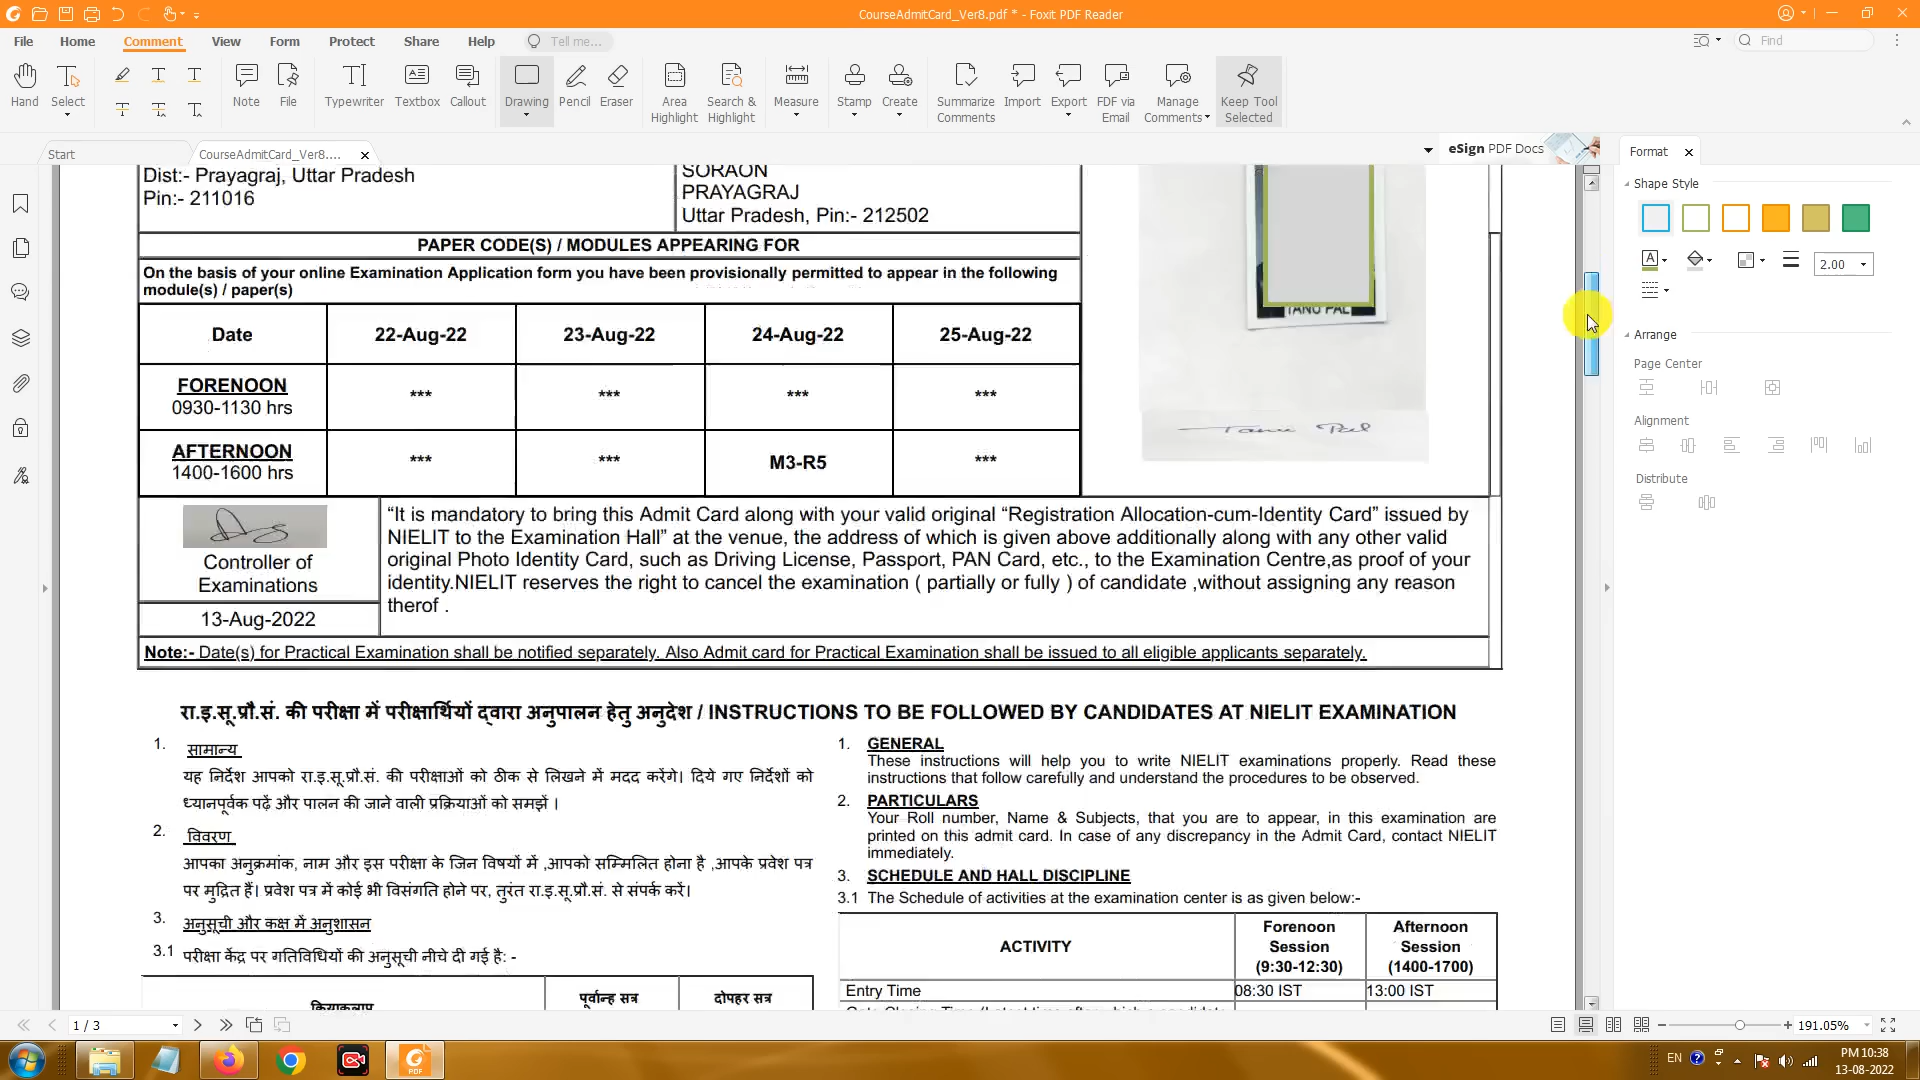 CourseAdmitCard_Ver8.pdf * - Foxit PDF Reader
File Home Comment View Form Protect Share Help Tell me... Find
Hand Select Note File Typewriter Textbox Callout Drawing Pencil Eraser Area Highlight Search & Highlight Measure Stamp Create Summarize Comments Import Export FDF via Email Manage Comments Keep Tool Selected
Start CourseAdmitCard_Ver8.... eSign PDF Docs Format
Shape Style
2.00
Arrange
Page Center
Alignment
Distribute
Dist:- Prayagraj, Uttar Pradesh
Pin:- 211016
SORAON
PRAYAGRAJ
Uttar Pradesh, Pin:- 212502
TANU PAL
Tanu Pal
PAPER CODE(S) / MODULES APPEARING FOR
On the basis of your online Examination Application form you have been provisionally permitted to appear in the following
module(s) / paper(s)
Date 22-Aug-22 23-Aug-22 24-Aug-22 25-Aug-22
FORENOON
0930-1130 hrs *** *** *** ***
AFTERNOON
1400-1600 hrs *** *** M3-R5 ***
Controller of
Examinations
13-Aug-2022
“It is mandatory to bring this Admit Card along with your valid original “Registration Allocation-cum-Identity Card” issued by
NIELIT to the Examination Hall” at the venue, the address of which is given above additionally along with any other valid
original Photo Identity Card, such as Driving License, Passport, PAN Card, etc., to the Examination Centre,as proof of your
identity.NIELIT reserves the right to cancel the examination ( partially or fully ) of candidate ,without assigning any reason
therof .
Note:- Date(s) for Practical Examination shall be notified separately. Also Admit card for Practical Examination shall be issued to all eligible applicants separately.
रा.इ.सू.प्रौ.सं. की परीक्षा में परीक्षार्थियों द्वारा अनुपालन हेतु अनुदेश / INSTRUCTIONS TO BE FOLLOWED BY CANDIDATES AT NIELIT EXAMINATION
1. सामान्य
यह निर्देश आपको रा.इ.सू.प्रौ.सं. की परीक्षाओं को ठीक से लिखने में मदद करेंगे। दिये गए निर्देशों को
ध्यानपूर्वक पढ़ें और पालन की जाने वाली प्रक्रियाओं को समझें ।
2. विवरण
आपका अनुक्रमांक, नाम और इस परीक्षा के जिन विषयों में ,आपको सम्मिलित होना है ,आपके प्रवेश पत्र
पर मुद्रित हैं। प्रवेश पत्र में कोई भी विसंगति होने पर, तुरंत रा.इ.सू.प्रौ.सं. से संपर्क करें।
3. अनुसूची और कक्ष में अनुशासन
3.1 परीक्षा केंद्र पर गतिविधियों की अनुसूची नीचे दी गई है: -
क्रियाकलाप पूर्वान्ह सत्र दोपहर सत्र
1. GENERAL
These instructions will help you to write NIELIT examinations properly. Read these
instructions that follow carefully and understand the procedures to be observed.
2. PARTICULARS
Your Roll number, Name & Subjects, that you are to appear, in this examination are
printed on this admit card. In case of any discrepancy in the Admit Card, contact NIELIT
immediately.
3. SCHEDULE AND HALL DISCIPLINE
3.1 The Schedule of activities at the examination center is as given below:-
ACTIVITY Forenoon Session (9:30-12:30) Afternoon Session (1400-1700)
Entry Time 08:30 IST 13:00 IST
1 / 3 191.05%
EN PM 10:38
13-08-2022